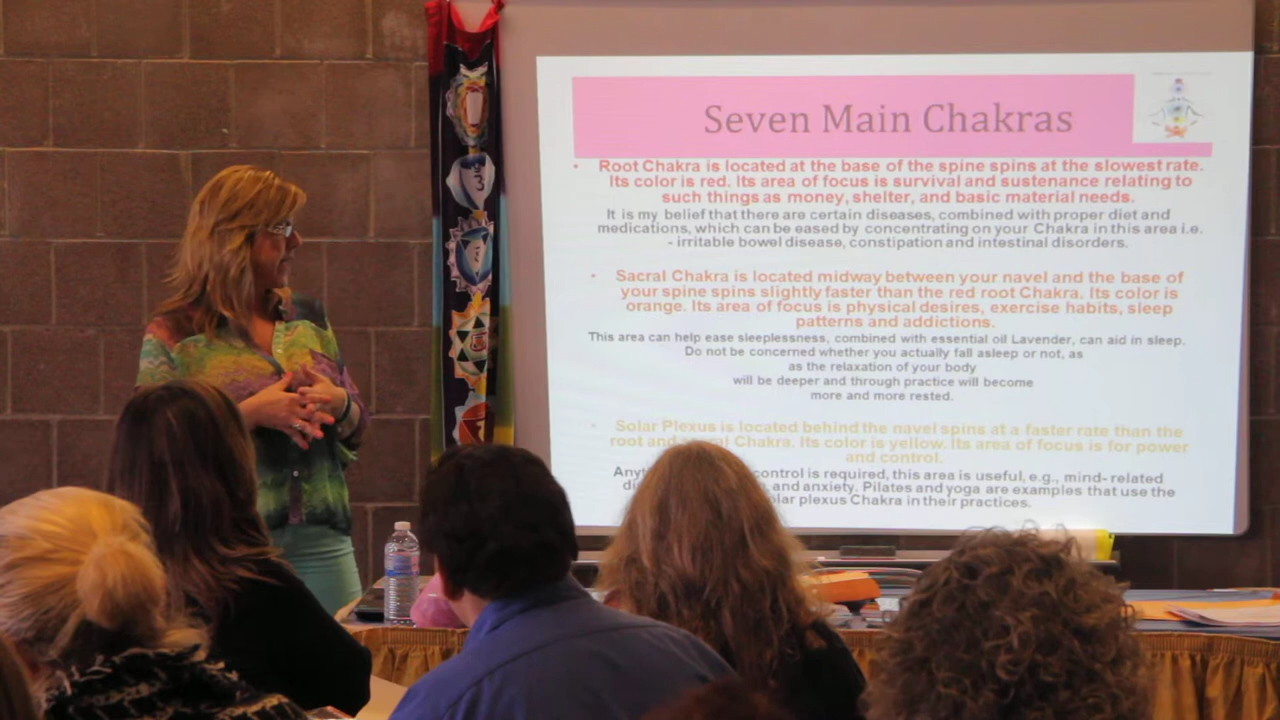 Seven Main Chakras
• Root Chakra is located at the base of the spine spins at the slowest rate.
Its color is red. Its area of focus is survival and sustenance relating to
such things as money, shelter, and basic material needs.
It is my belief that there are certain diseases, combined with proper diet and
medications, which can be eased by concentrating on your Chakra in this area i.e.
- irritable bowel disease, constipation and intestinal disorders.
• Sacral Chakra is located midway between your navel and the base of
your spine spins slightly faster than the red root Chakra. Its color is
orange. Its area of focus is physical desires, exercise habits, sleep
patterns and addictions.
This area can help ease sleeplessness, combined with essential oil Lavender, can aid in sleep.
Do not be concerned whether you actually fall asleep or not, as
as the relaxation of your body
will be deeper and through practice will become
more and more rested.
• Solar Plexus is located behind the navel spins at a faster rate than the
root and Chakra. Its color is yellow. Its area of focus is for power
and control.
control is required, this area is useful, e.g., mind- related
and anxiety. Pilates and yoga are examples that use the
plexus Chakra in their practices.